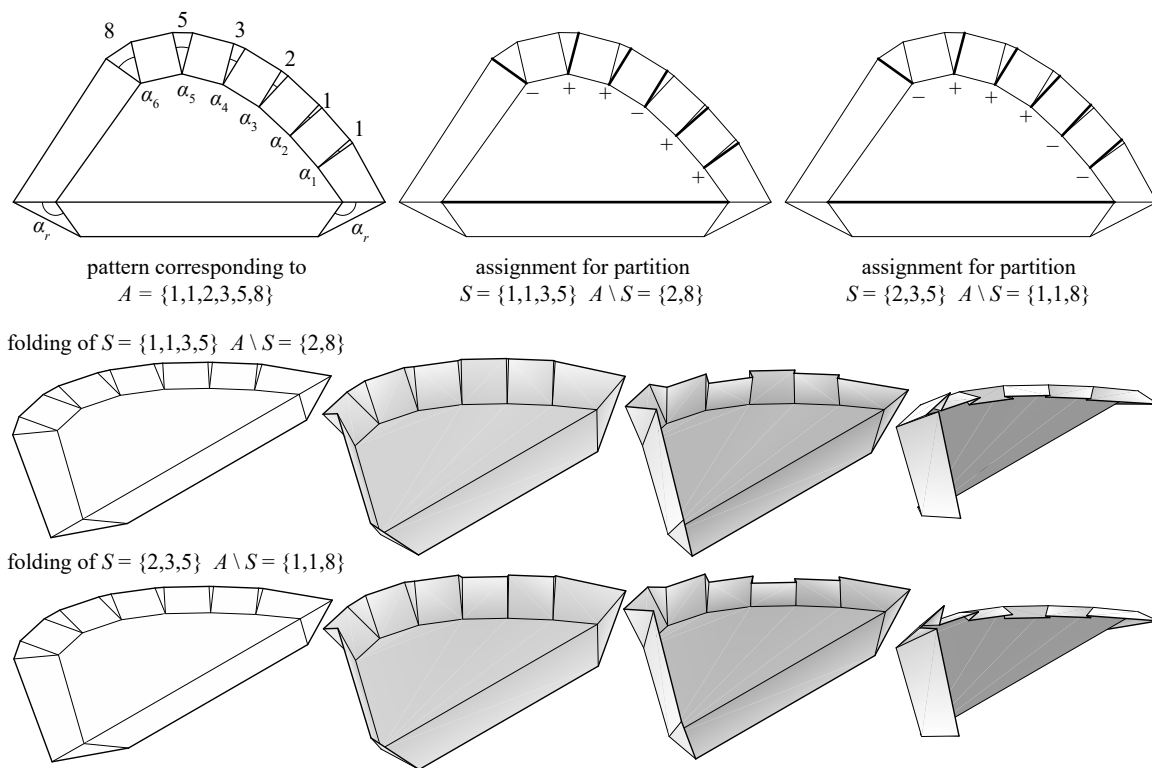 8 5 3 2 1 1
α6 α5 α4 α3 α2 α1
αr αr
− + + − + +
− + + + − −
pattern corresponding to
A = {1,1,2,3,5,8}
assignment for partition
S = {1,1,3,5} A \ S = {2,8}
assignment for partition
S = {2,3,5} A \ S = {1,1,8}
folding of S = {1,1,3,5} A \ S = {2,8}
folding of S = {2,3,5} A \ S = {1,1,8}